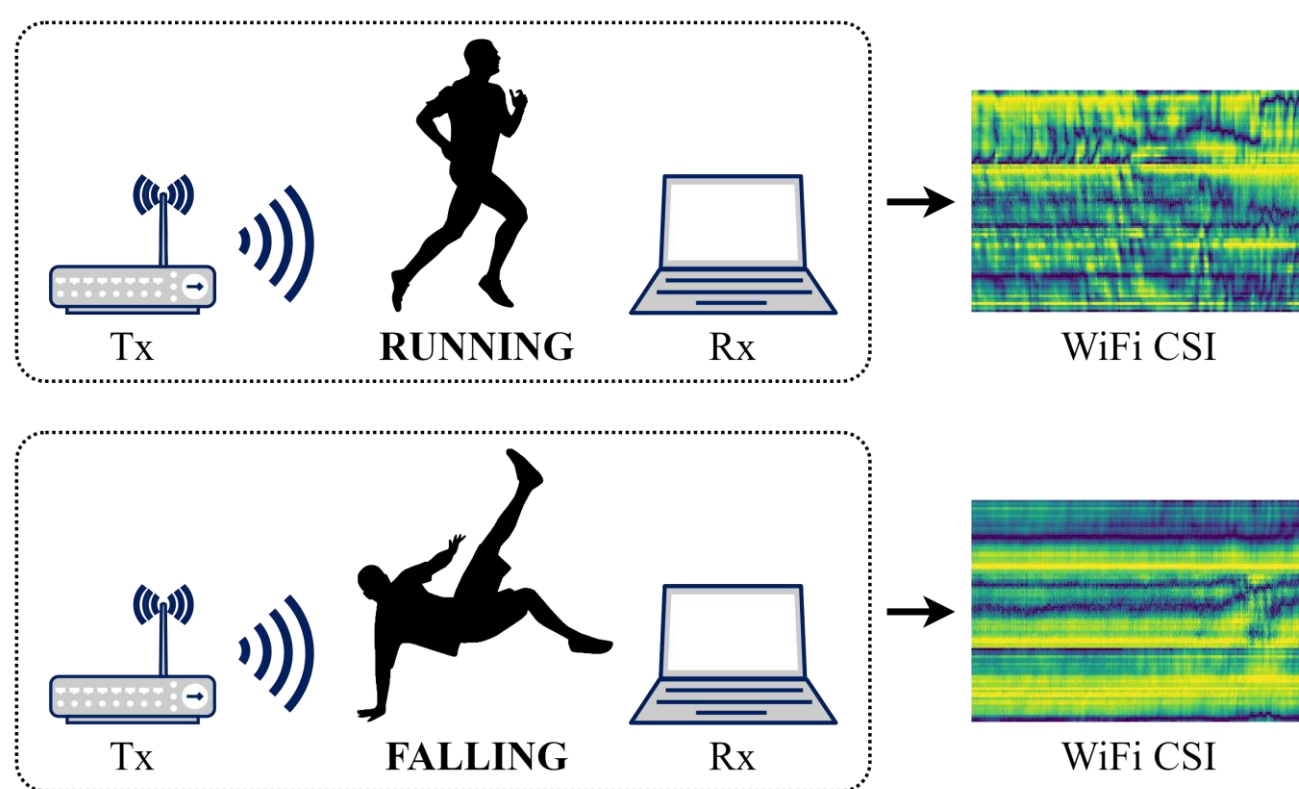 Tx
RUNNING
Rx
WiFi CSI
Tx
FALLING
Rx
WiFi CSI